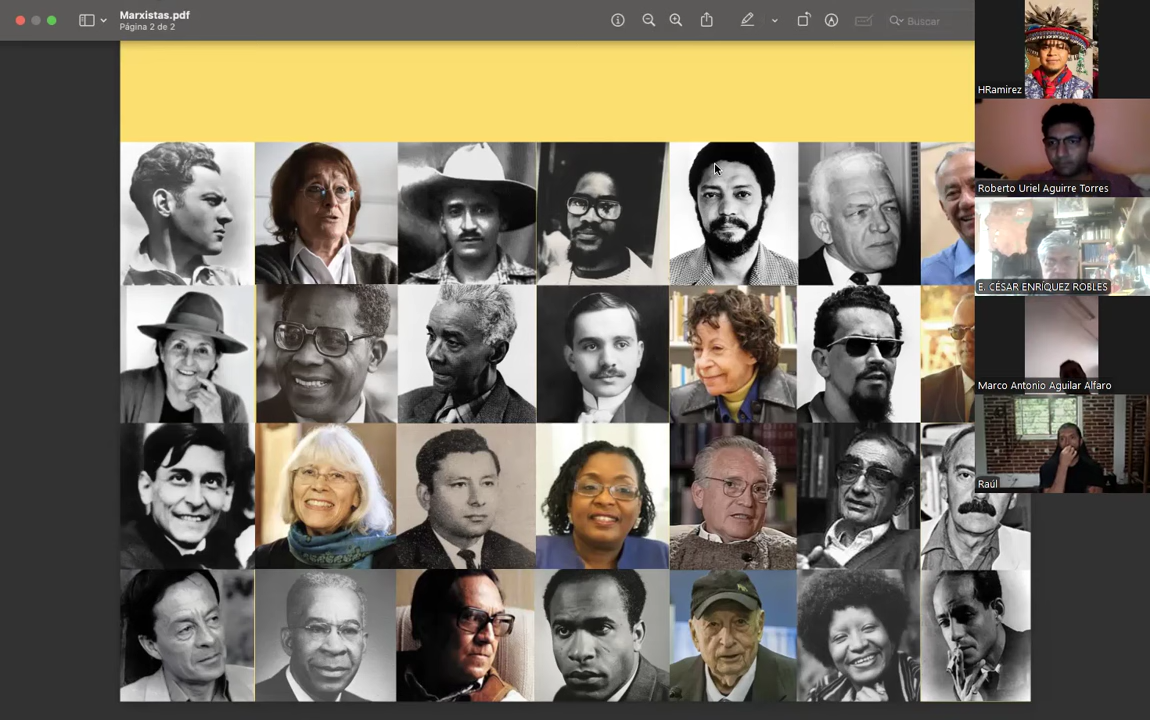 Marxistas.pdf
Página 2 de 2
Buscar
HRamirez
Roberto Uriel Aguirre Torres
E. CÉSAR ENRÍQUEZ ROBLES
Marco Antonio Aguilar Alfaro
Raúl